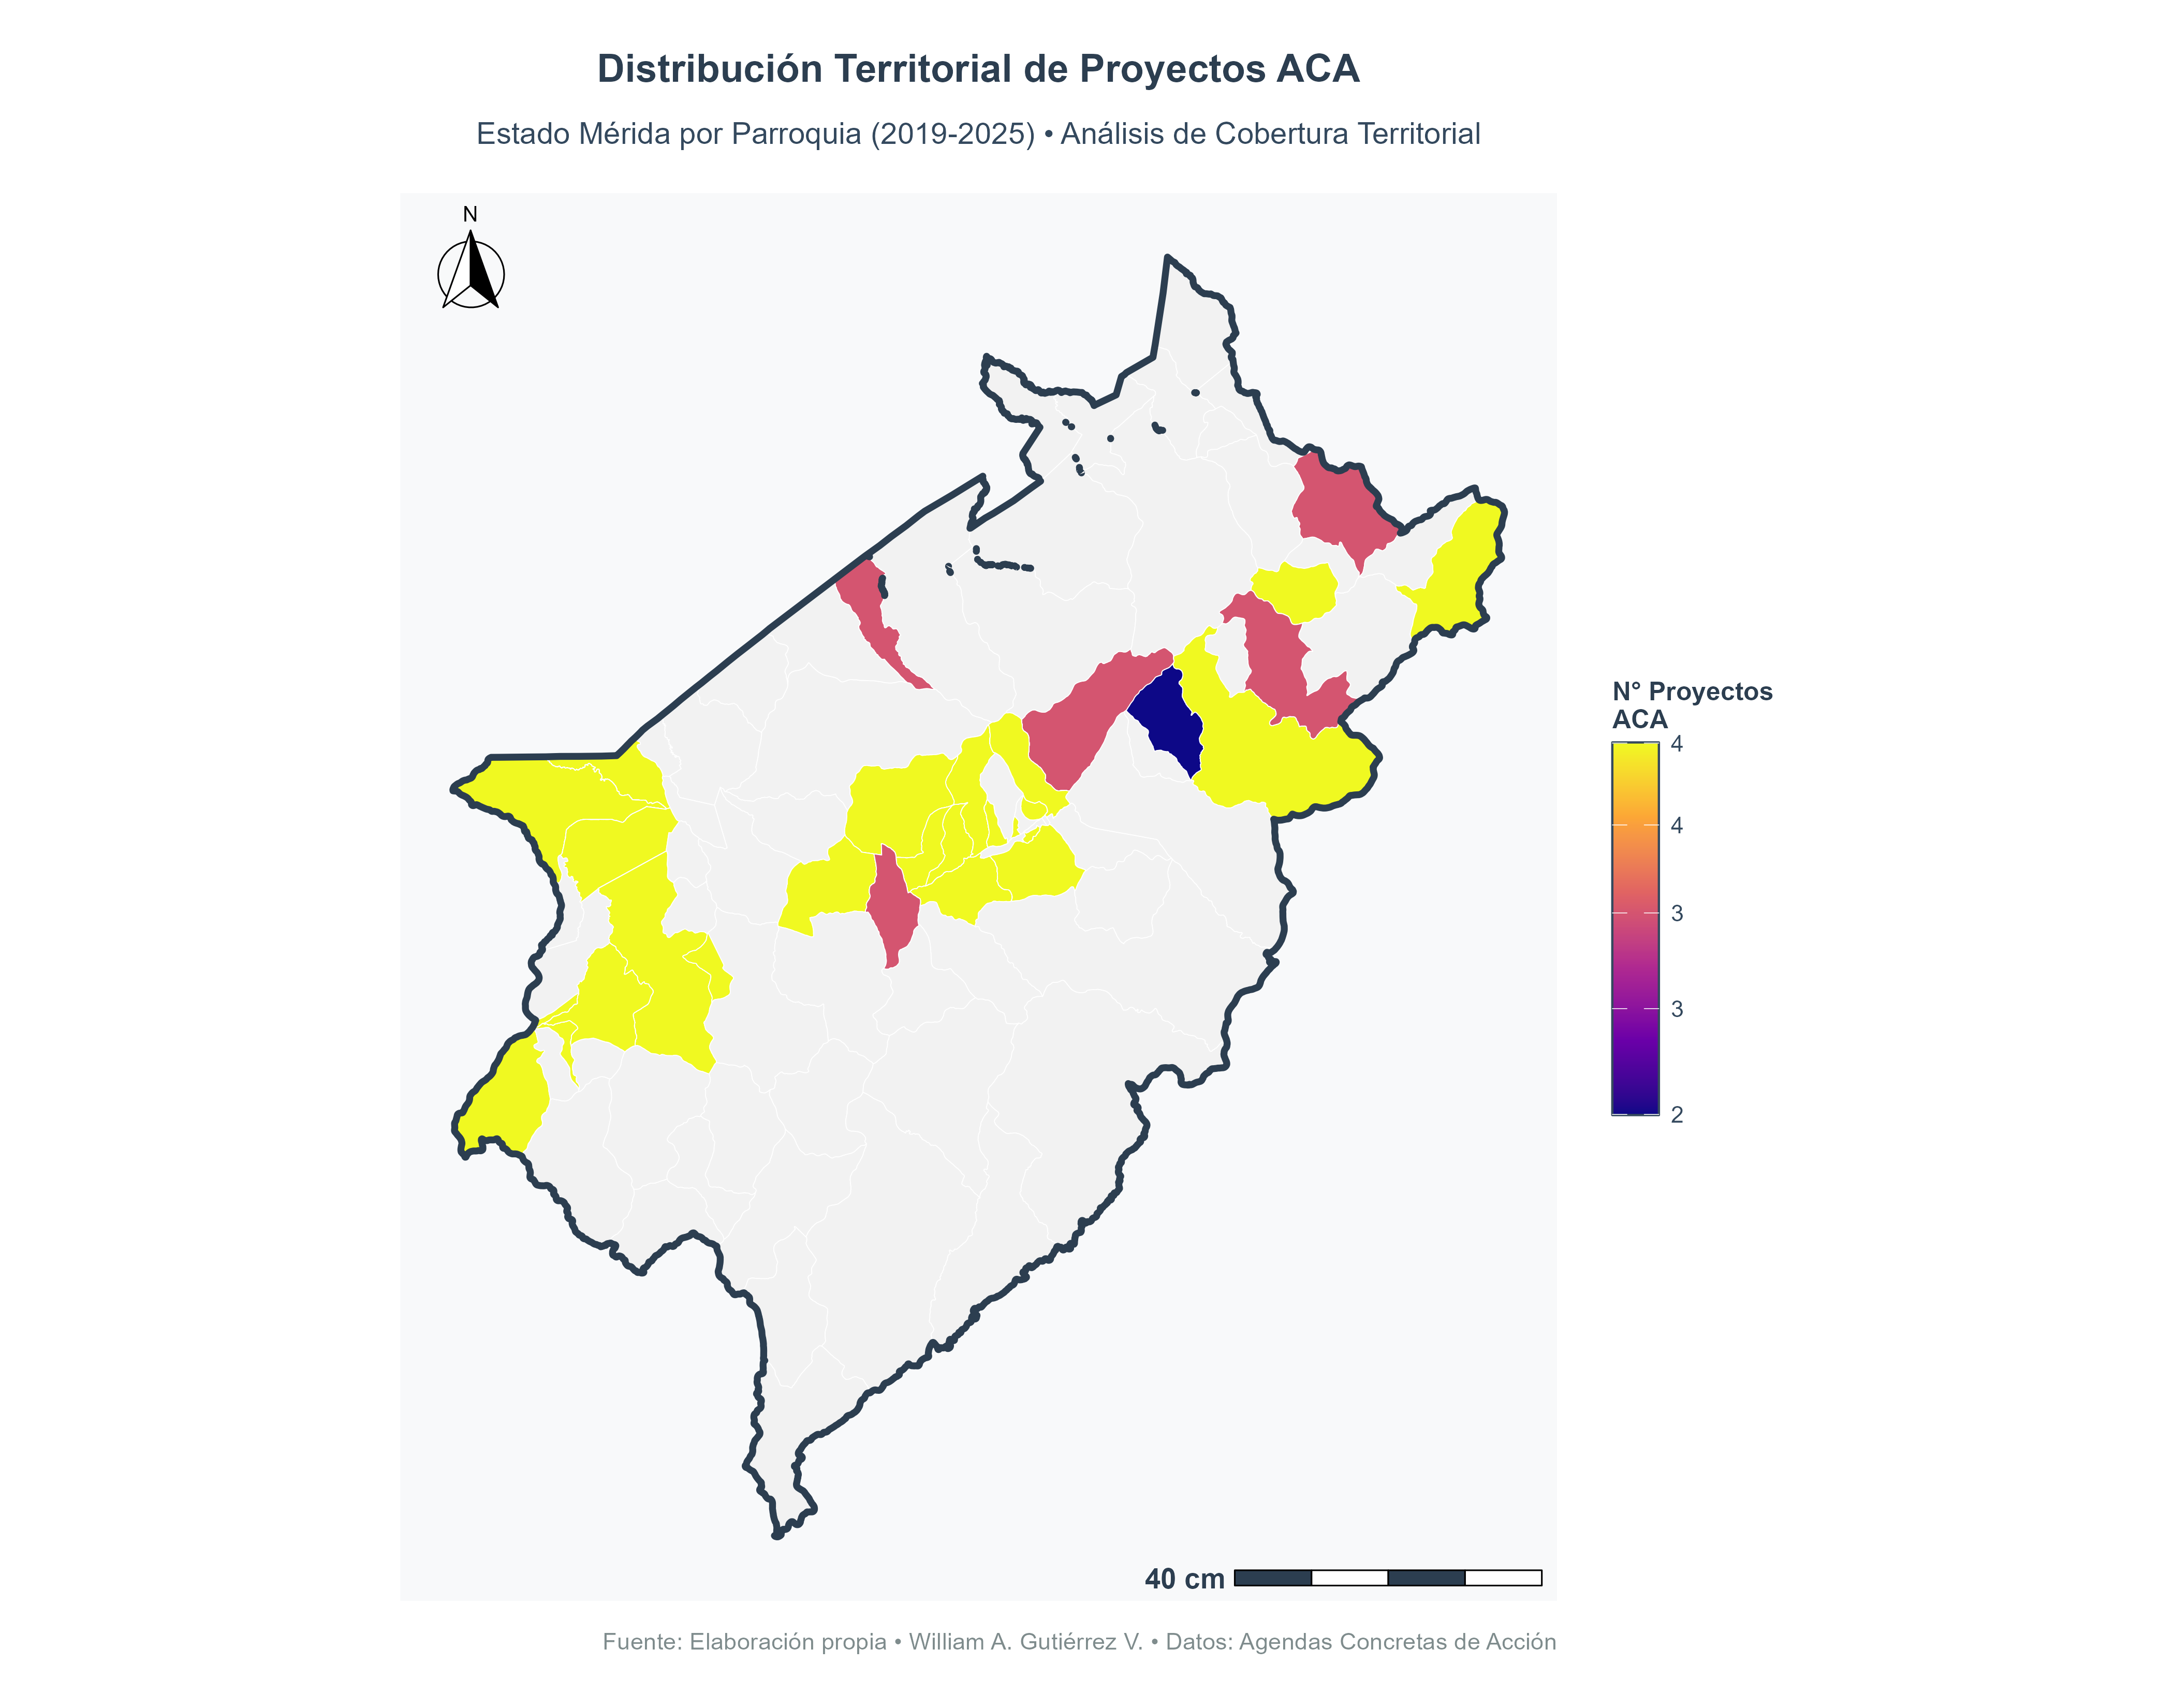 Distribución Territorial de Proyectos ACA
Estado Mérida por Parroquia (2019-2025) • Análisis de Cobertura Territorial
N
N° Proyectos
ACA
4
4
3
3
2
40 cm
Fuente: Elaboración propia • William A. Gutiérrez V. • Datos: Agendas Concretas de Acción